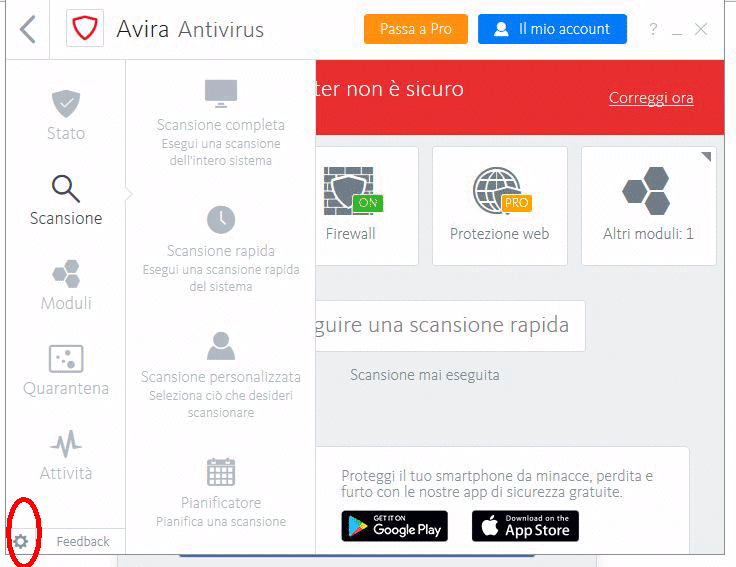 Avira Antivirus
Passa a Pro
Il mio account
?
Stato
Scansione
Moduli
Quarantena
Attività
Feedback
Scansione completa
Esegui una scansione
dell'intero sistema
Scansione rapida
Esegui una scansione rapida
del sistema
Scansione personalizzata
Seleziona ciò che desideri
scansionare
Pianificatore
Pianifica una scansione
ter non è sicuro
Correggi ora
ON
Firewall
PRO
Protezione web
Altri moduli: 1
guire una scansione rapida
Scansione mai eseguita
Proteggi il tuo smartphone da minacce, perdita e
furto con le nostre app di sicurezza gratuite.
GET IT ON
Google Play
Download on the
App Store